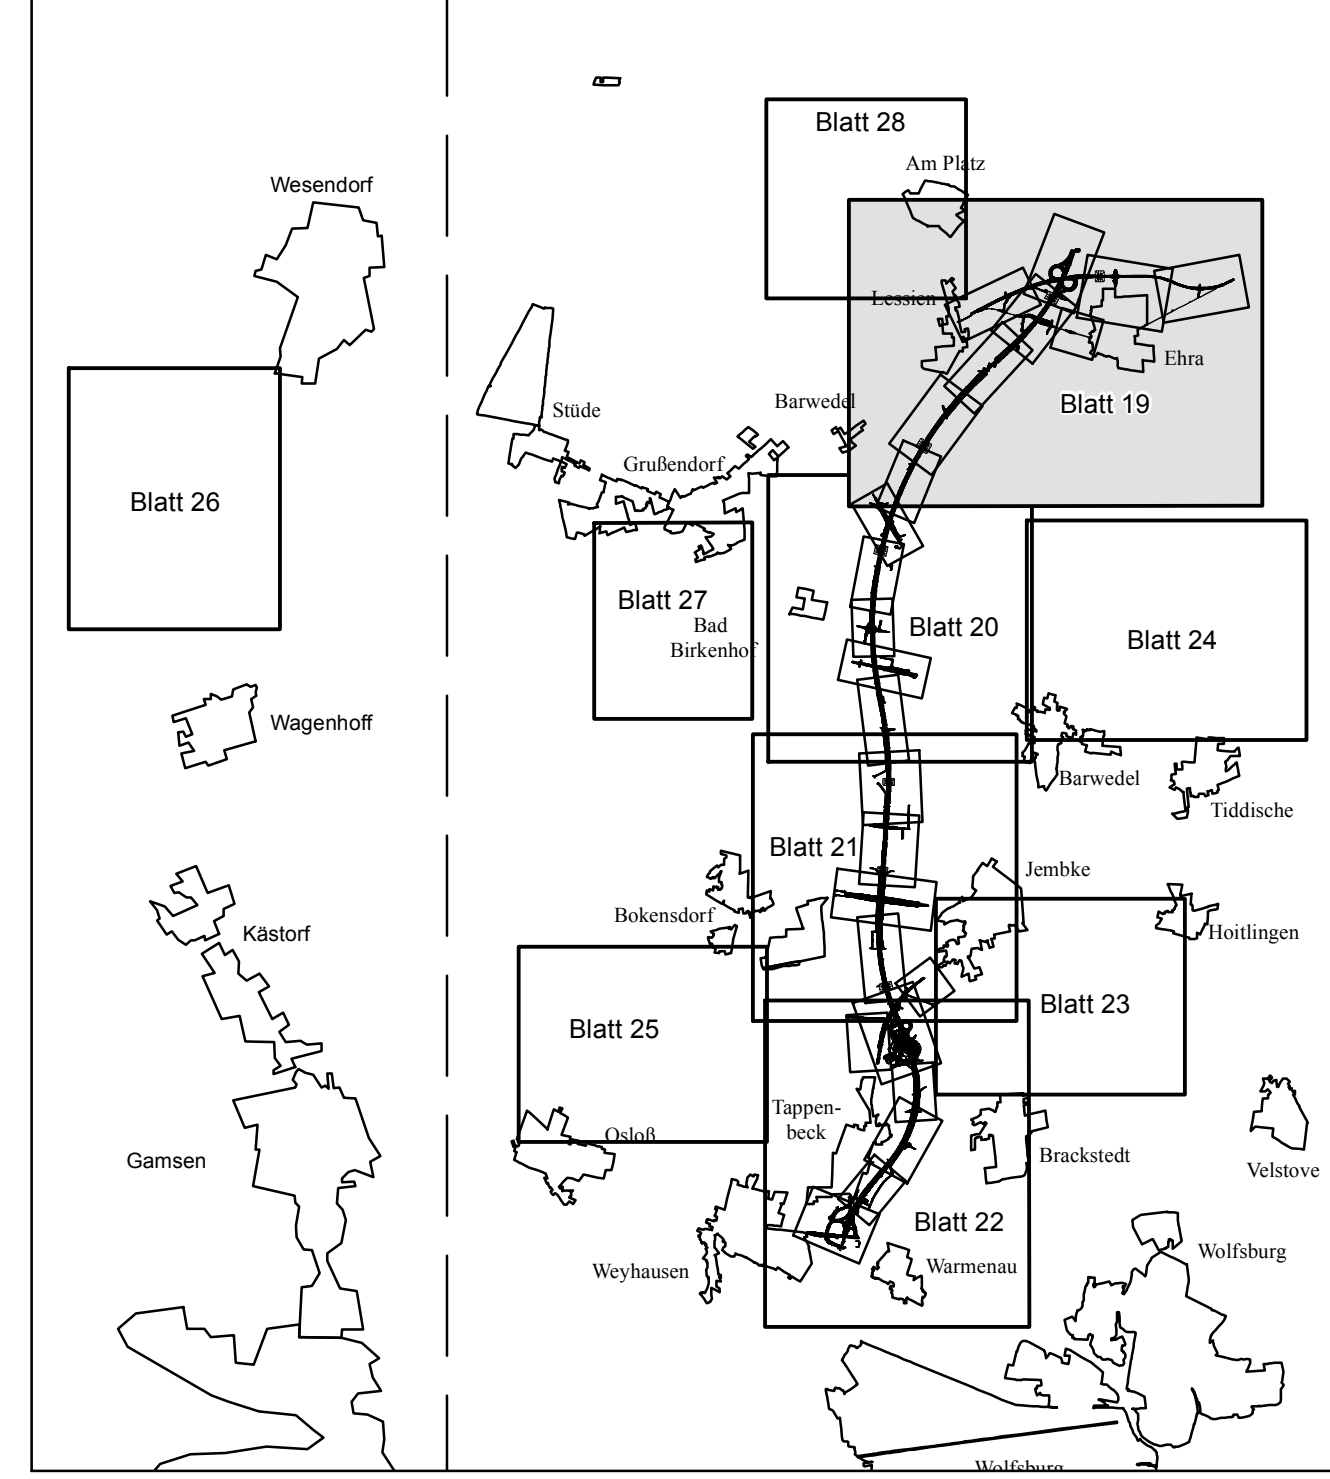 Blatt 28
Am Platz
Wesendorf
Lessien
Ehra
Blatt 19
Barwedel
Stüde
Grußendorf
Blatt 26
Blatt 27
Bad
Birkenhof
Blatt 20
Blatt 24
Wagenhoff
Barwedel
Tiddische
Blatt 21
Jembke
Bokensdorf
Hoitlingen
Kästorf
Blatt 23
Blatt 25
Tappen-
beck
Osloß
Brackstedt
Gamsen
Velstove
Blatt 22
Weyhausen
Warmenau
Wolfsburg
Wolfsburg